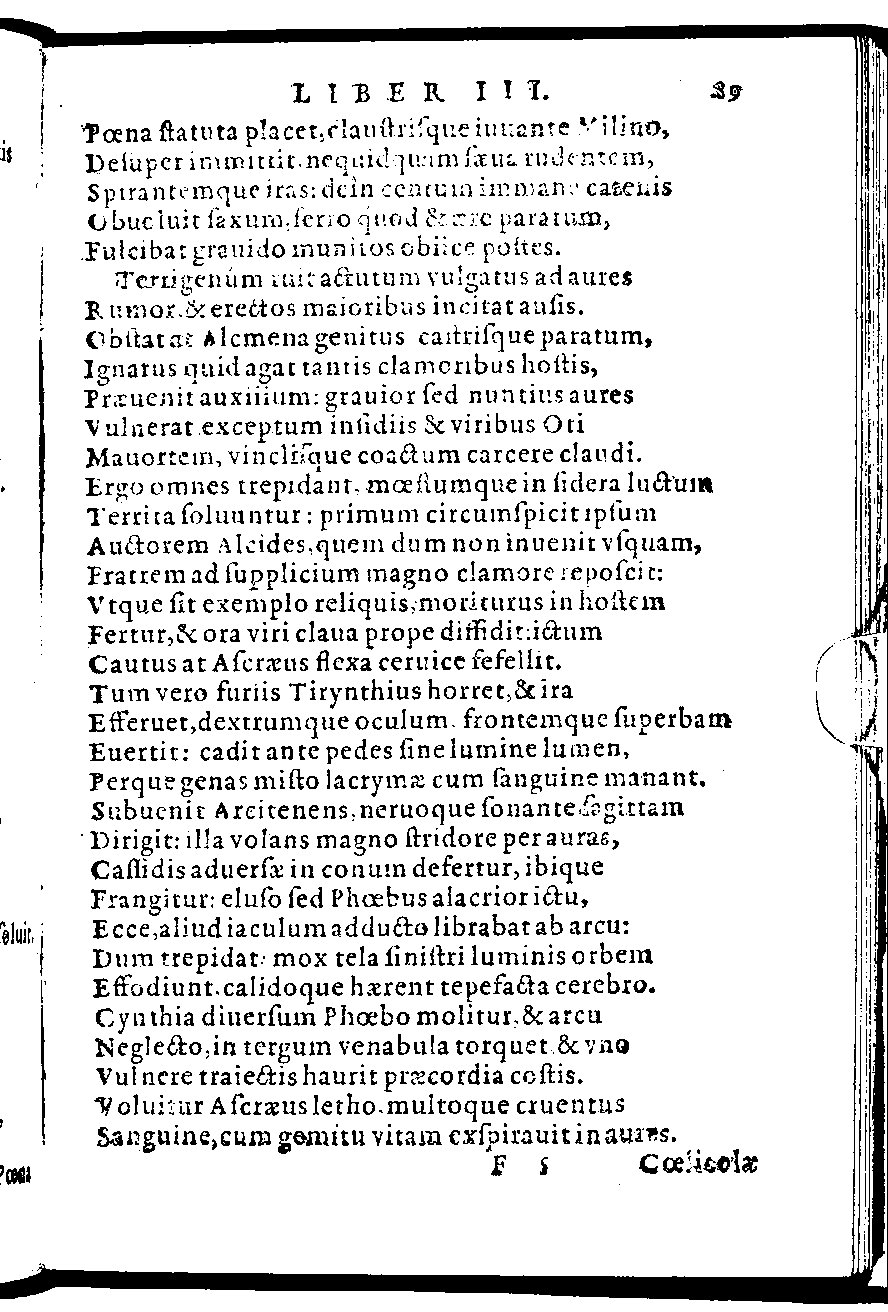 LIBER III. 89
Pœna ſtatuta placet, clauſtriſque iuuante Milino,
Deſuper immittit. nequidquam ſæua rudentem,
Spirantemque iras: dein centum immane catenis
Obuoluit ſaxum, ferro quod & ære paratum,
Fulcibat grauido munitos obiice poſtes.
Terrigenúm ruit actutum vulgatus ad aures
Rumor, & erectos maioribus incitat auſis.
Obſtat at Alcmena genitus caſtriſque paratum,
Ignarus quid agat tantis clamoribus hoſtis,
Præuenit auxilium: grauior ſed nuntius aures
Vulnerat exceptum inſidiis & viribus Oti
Mauortem, vincliſque coactum carcere claudi.
Ergo omnes trepidant, mœſtumque in ſidera luctum
Territa ſoluuntur: primum circumſpicit ipſum
Auctorem Alcides, quem dum non inuenit vſquam,
Fratrem ad ſupplicium magno clamore repoſcit:
Vtque ſit exemplo reliquis, moriturus in hoſtem
Fertur, & ora viri claua prope diffidit: ictum
Cautus at Aſcræus flexa ceruice fefellit.
Tum vero furiis Tirynthius horret, & ira
Efferuet, dextrumque oculum, frontemque ſuperbam
Euertit: cadit ante pedes ſine lumine lumen,
Perque genas miſto lacrymæ cum ſanguine manant.
Subuenit Arcitenens, neruoque ſonante ſagittam
Dirigit: illa volans magno ſtridore per auras,
Caſſidis aduerſæ in conum defertur, ibique
Frangitur: eluſo ſed Phœbus alacrior ictu,
Ecce, aliud iaculum adducto librabat ab arcu:
Dum trepidat: mox tela ſiniſtri luminis orbem
Effodiunt. calidoque hærent tepefacta cerebro.
Cynthia diuerſum Phœbo molitur, & arcu
Neglecto, in tergum venabula torquet & vno
Vulnere traiectis haurit præcordia coſtis.
Voluitur Aſcræus letho. multoque cruentus
Sanguine, cum gemitu vitam exſpirauit in auras.
F 5 Cœlicolæ